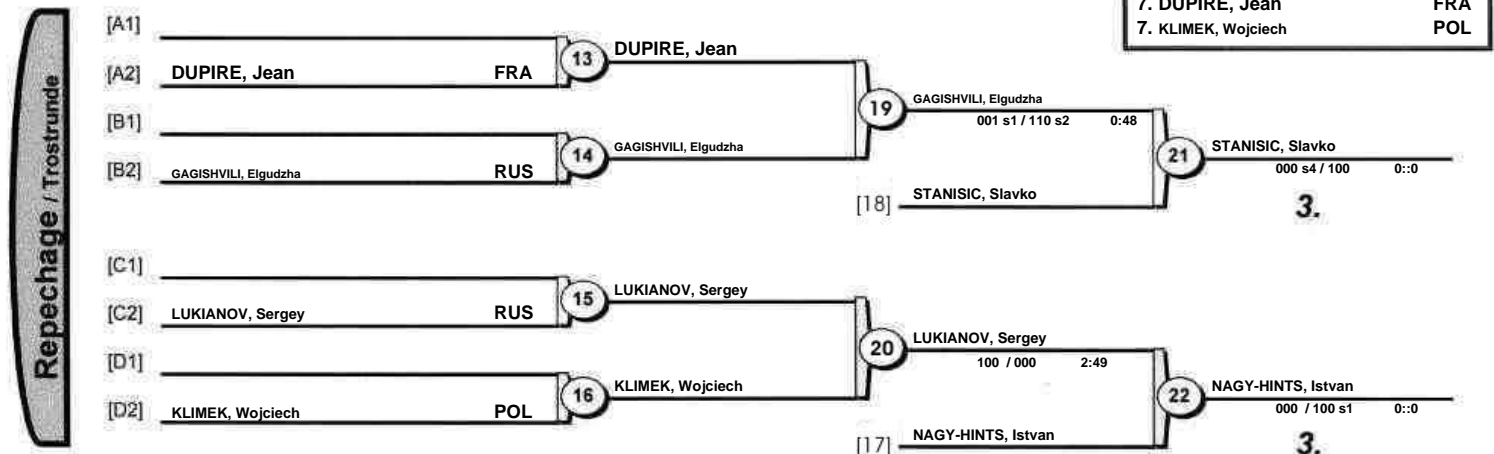 7. DUPIRE, Jean FRA
7. KLIMEK, Wojciech POL
Repechage / Trostrunde
[A1]
[A2] DUPIRE, Jean FRA
13 DUPIRE, Jean
[B1]
[B2] GAGISHVILI, Elgudzha RUS
14 GAGISHVILI, Elgudzha
19 GAGISHVILI, Elgudzha
001 s1 / 110 s2 0:48
[18] STANISIC, Slavko
21 STANISIC, Slavko
000 s4 / 100 0::0
3.
[C1]
[C2] LUKIANOV, Sergey RUS
15 LUKIANOV, Sergey
[D1]
[D2] KLIMEK, Wojciech POL
16 KLIMEK, Wojciech
20 LUKIANOV, Sergey
100 / 000 2:49
[17] NAGY-HINTS, Istvan
22 NAGY-HINTS, Istvan
000 / 100 s1 0::0
3.